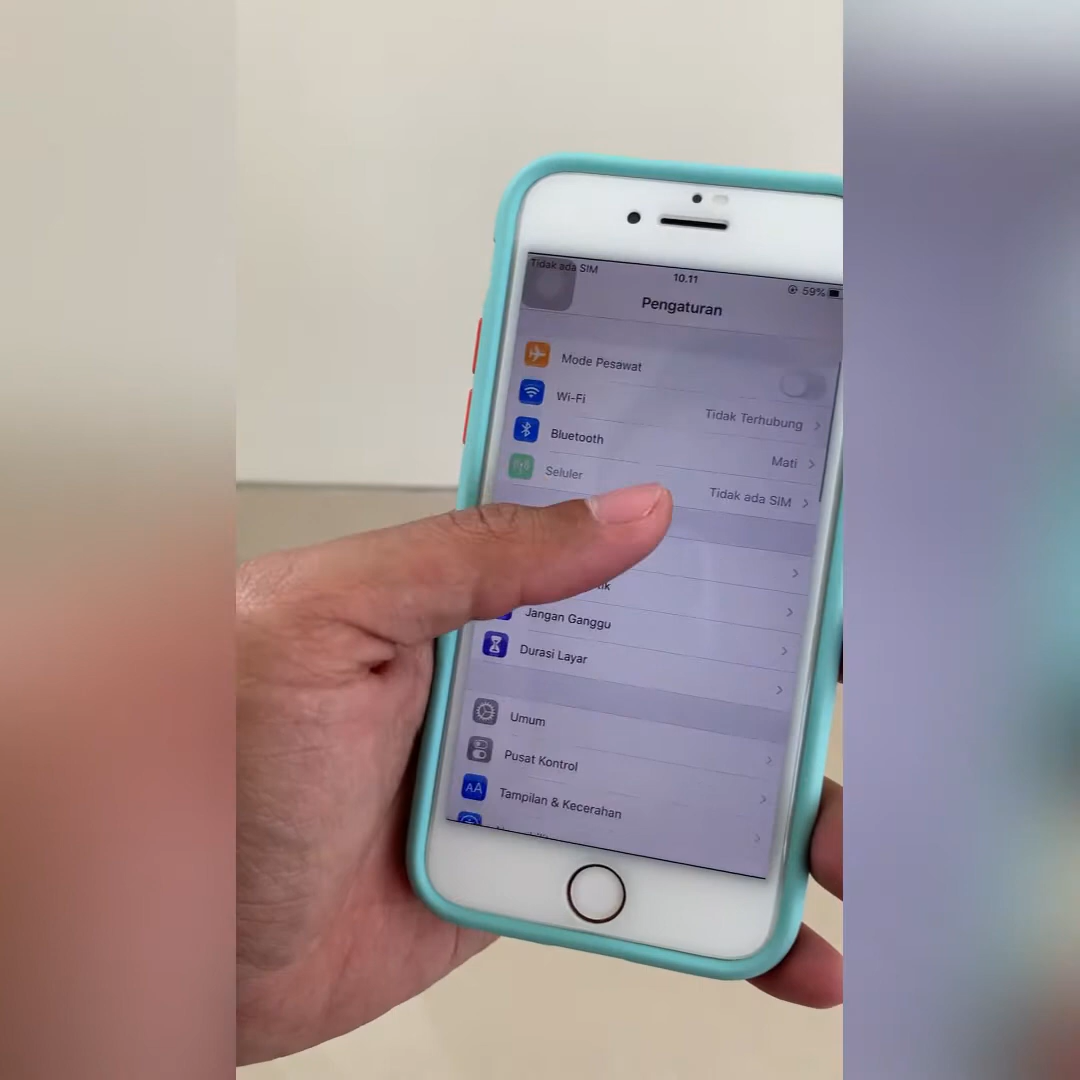 Tidak ada SIM
10.11
59%
Pengaturan
Mode Pesawat
Wi-Fi
Tidak Terhubung
Bluetooth
Mati
Seluler
Tidak ada SIM
Jangan Ganggu
Durasi Layar
Umum
Pusat Kontrol
AA
Tampilan & Kecerahan